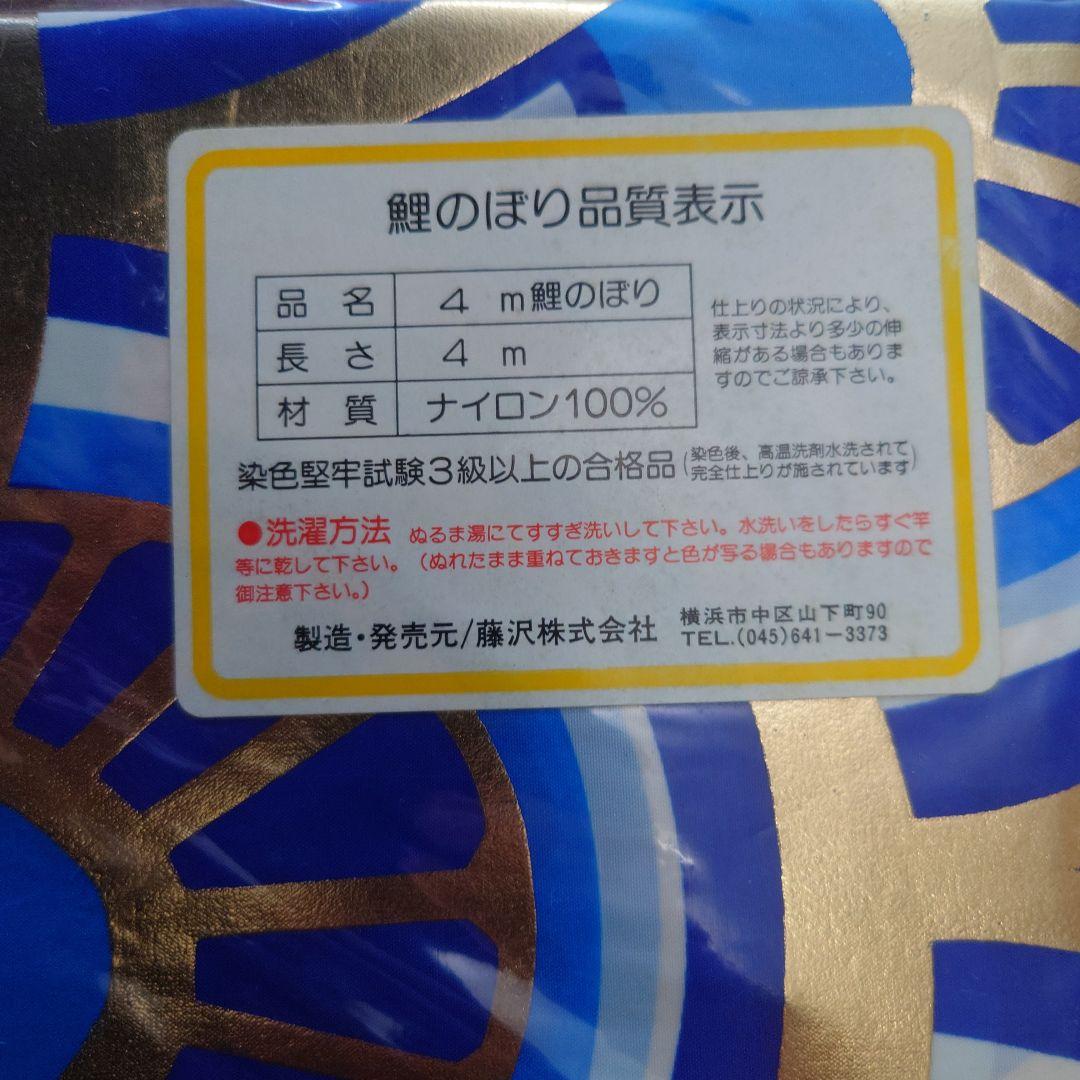 鯉のぼり品質表示
品 名 4 m鯉のぼり
長 さ 4 m
材 質 ナイロン100%
仕上りの状況により、
表示寸法より多少の伸
縮がある場合もありま
すのでご諒承下さい。
染色堅牢試験3級以上の合格品(染色後、高温洗剤水洗されて
完全仕上りが施されています)
●洗濯方法 ぬるま湯にてすすぎ洗いして下さい。水洗いをしたらすぐ竿
等に乾して下さい。(ぬれたまま重ねておきますと色が写る場合もありますので
御注意下さい。)
製造・発売元/藤沢株式会社
横浜市中区山下町90
TEL.(045)641-3373